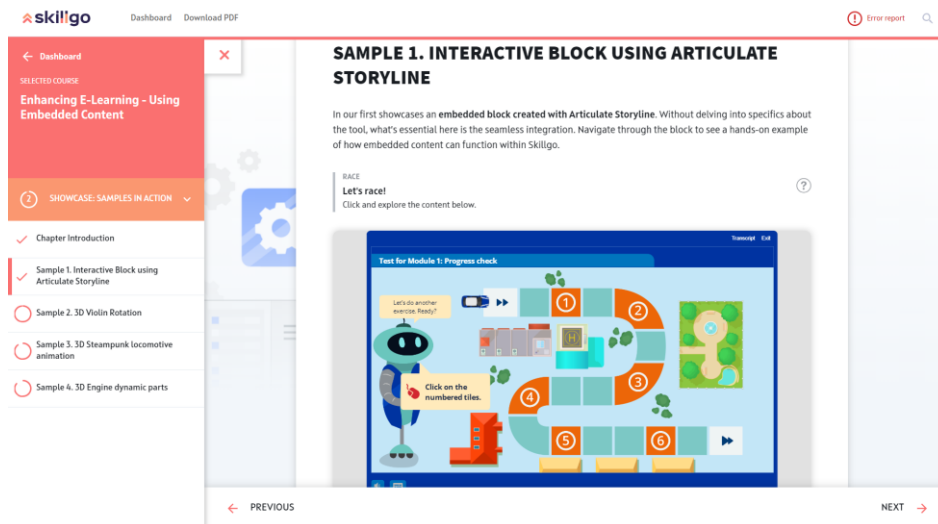 skillgo
Dashboard
Download PDF
Error report
Dashboard
SELECTED COURSE
Enhancing E-Learning - Using
Embedded Content
2
SHOWCASE: SAMPLES IN ACTION
Chapter Introduction
Sample 1. Interactive Block using
Articulate Storyline
Sample 2. 3D Violin Rotation
Sample 3. 3D Steampunk locomotive
animation
Sample 4. 3D Engine dynamic parts
SAMPLE 1. INTERACTIVE BLOCK USING ARTICULATE
STORYLINE
In our first showcases an embedded block created with Articulate Storyline. Without delving into specifics about
the tool, what's essential here is the seamless integration. Navigate through the block to see a hands-on example
of how embedded content can function within Skillgo.
RACE
Let's race!
Click and explore the content below.
?
Transcript Exit
Test for Module 1: Progress check
Let's do another
exercise. Ready?
Click on the
numbered tiles.
1
2
H
3
4
5
6
PREVIOUS
NEXT